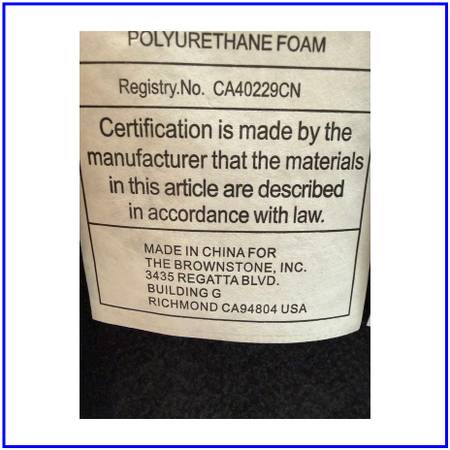 POLYURETHANE FOAM
Registry.No. CA40229CN
Certification is made by the
manufacturer that the materials
in this article are described
in accordance with law.
MADE IN CHINA FOR
THE BROWNSTONE, INC.
3435 REGATTA BLVD.
BUILDING G
RICHMOND CA94804 USA